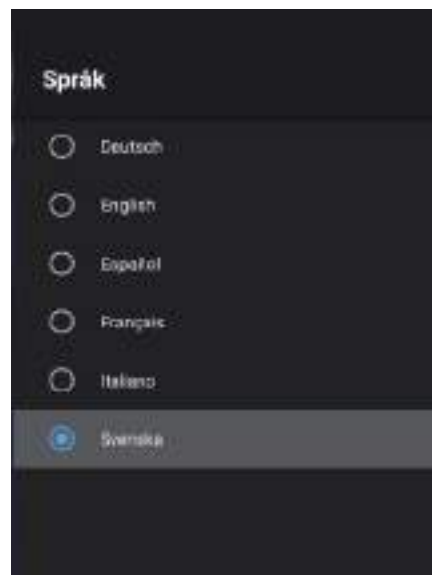 Språk
Deutsch
English
Español
Français
Italiano
Svenska